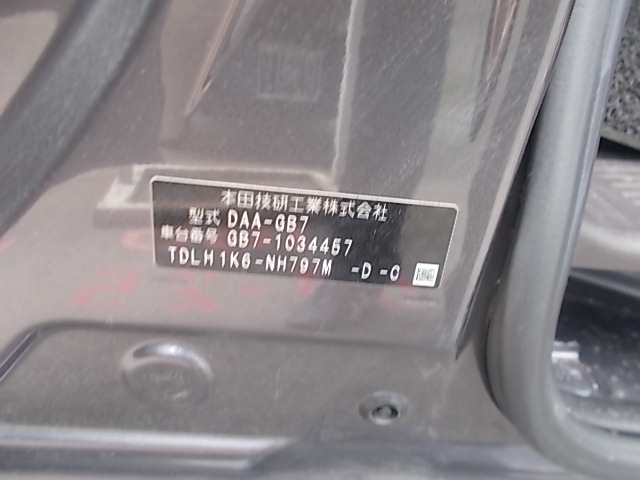 本田技研工業株式会社
型式 DAA-GB7
車台番号 GB7-1034457
TDLH1K6-NH797M -D-0